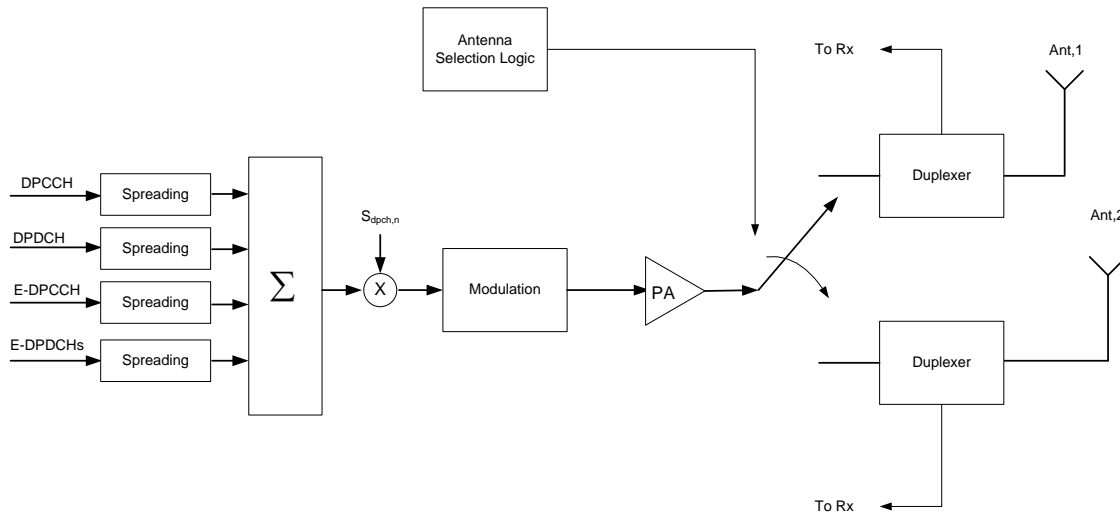 Antenna
Selection Logic
To Rx
Ant,1
Duplexer
DPCCH
Spreading
DPDCH
Spreading
E-DPCCH
Spreading
E-DPDCHs
Spreading
Σ
S_dpch,n
X
Modulation
PA
Ant,2
Duplexer
To Rx